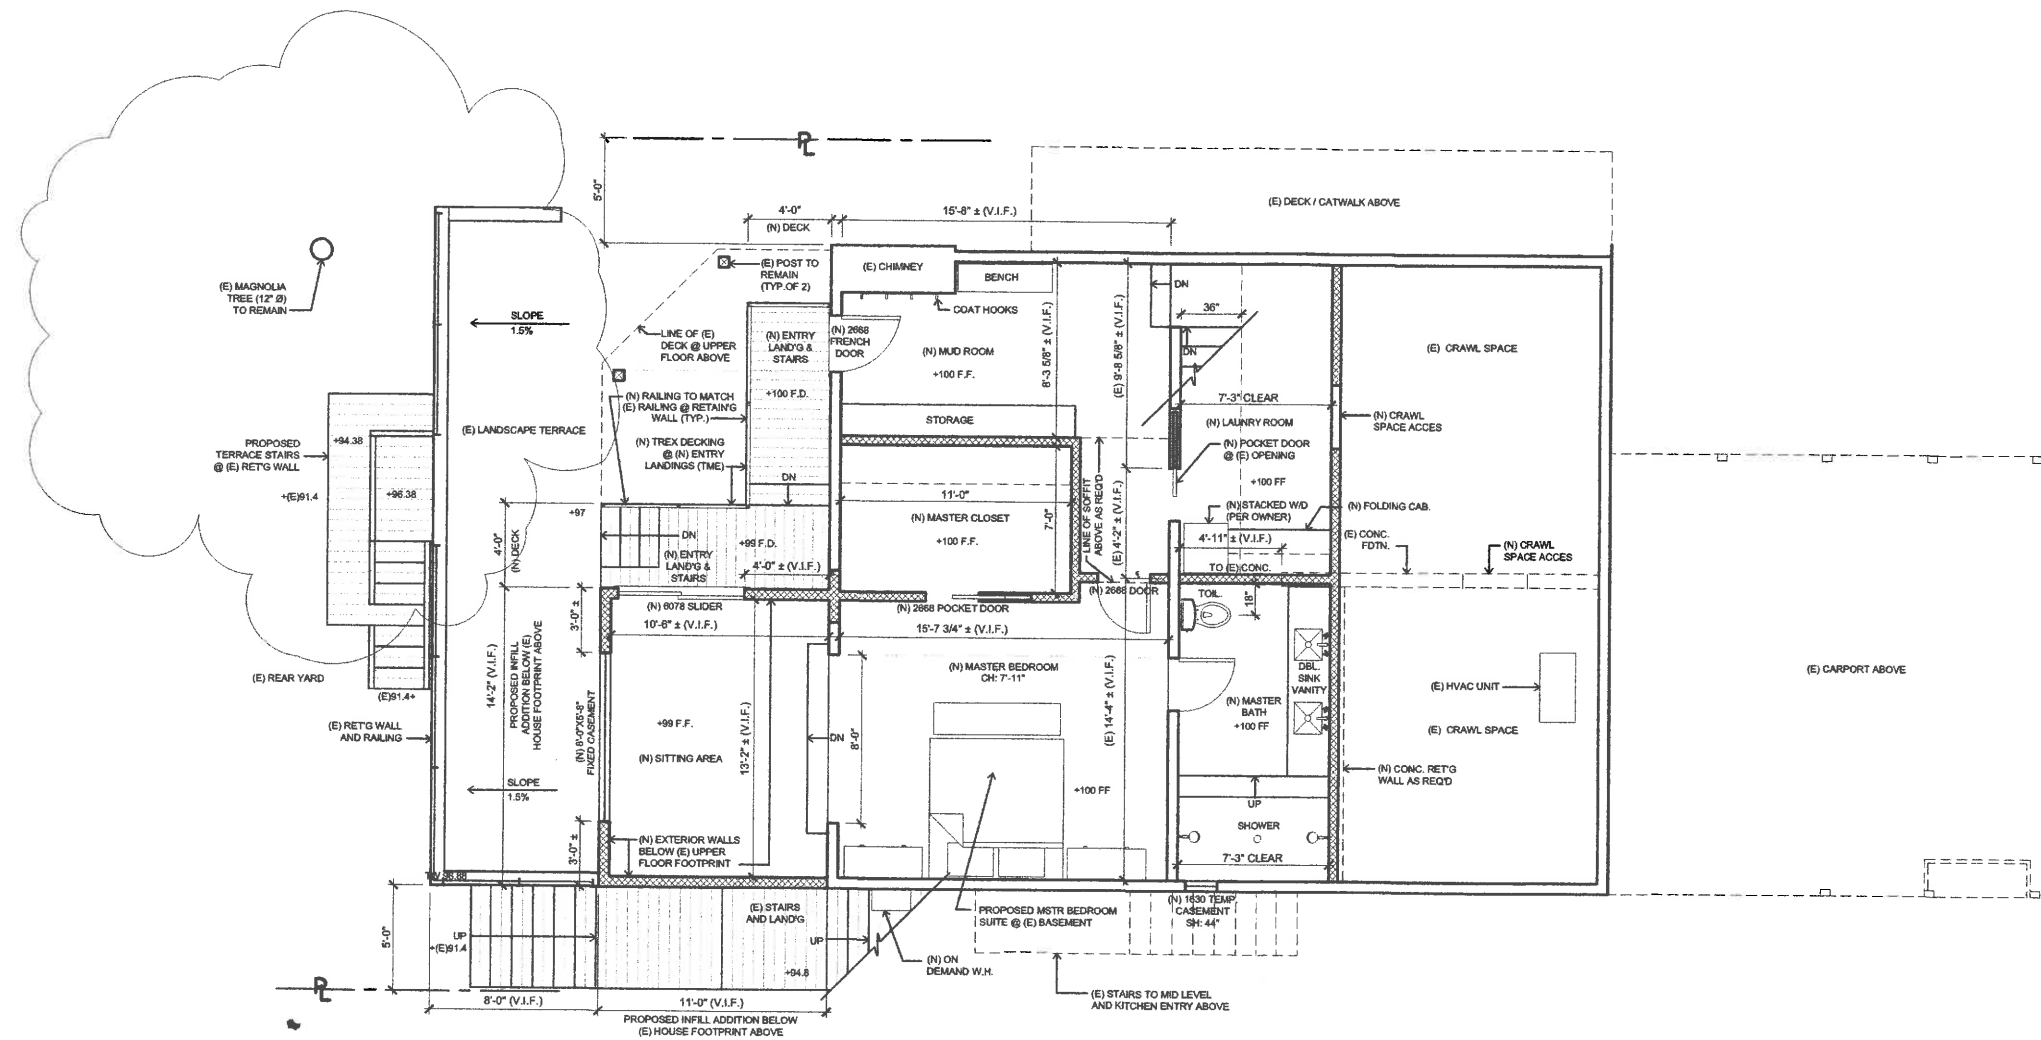 PL
5'-0"
(E) DECK / CATWALK ABOVE
4'-0"
(N) DECK
15'-8" ± (V.I.F.)
(E) MAGNOLIA
TREE (12" Ø)
TO REMAIN
SLOPE
1.5%
(E) POST TO
REMAIN
(TYP.OF 2)
(E) CHIMNEY
BENCH
COAT HOOKS
DN
36"
LINE OF (E)
DECK @ UPPER
FLOOR ABOVE
(N) ENTRY
LAND'G &
STAIRS
(N) 2668
FRENCH
DOOR
(N) MUD ROOM
+100 F.F.
8'-3 5/8" ± (V.I.F.)
(E) 9'-8 5/8" ± (V.I.F.)
DN
(E) CRAWL SPACE
(N) RAILING TO MATCH
(E) RAILING @ RETAIN'G
WALL (TYP.)
+100 F.D.
STORAGE
7'-3" CLEAR
(N) LAUNRY ROOM
(N) CRAWL
SPACE ACCES
(E) LANDSCAPE TERRACE
PROPOSED
TERRACE STAIRS
@ (E) RET'G WALL
+94.38
(N) TREX DECKING
@ (N) ENTRY
LANDINGS (TME)
(N) POCKET DOOR
@ (E) OPENING
+(E)91.4
+96.38
DN
11'-0"
+100 FF
+97
(N) MASTER CLOSET
7'-0"
LINE OF SOFFIT
ABOVE AS REQ'D
(E) 4'-2" ± (V.I.F.)
(N) STACKED W/D
(PER OWNER)
(N) FOLDING CAB.
4'-0"
(N) DECK
DN
+99 F.D.
+100 F.F.
4'-11" ± (V.I.F.)
(E) CONC.
FDTN.
(N) CRAWL
SPACE ACCES
(N) ENTRY
LAND'G &
STAIRS
4'-0" ± (V.I.F.)
TO (E) CONC.
(N) 6078 SLIDER
(N) 2668 POCKET DOOR
(N) 2668 DOOR
TOIL.
18"
3'-0" ±
10'-6" ± (V.I.F.)
15'-7 3/4" ± (V.I.F.)
(E) REAR YARD
(E)91.4+
14'-2" (V.I.F.)
PROPOSED INFILL
ADDITION BELOW (E)
HOUSE FOOTPRINT ABOVE
(N) MASTER BEDROOM
CH: 7'-11"
DBL.
SINK
VANITY
(E) CARPORT ABOVE
(E) HVAC UNIT
(E) RET'G WALL
AND RAILING
(N) 8'-0"X5'-8"
FIXED CASEMENT
+99 F.F.
(N) SITTING AREA
13'-2" ± (V.I.F.)
DN
8'-0"
(E) 14'-4" ± (V.I.F.)
(N) MASTER
BATH
+100 FF
(E) CRAWL SPACE
(N) CONC. RET'G
WALL AS REQ'D
SLOPE
1.5%
+100 FF
UP
SHOWER
3'-0" ±
(N) EXTERIOR WALLS
BELOW (E) UPPER
FLOOR FOOTPRINT
7'-3" CLEAR
5'-0"
UP
+(E)91.4
(E) STAIRS
AND LAND'G
UP
+94.8
PROPOSED MSTR BEDROOM
SUITE @ (E) BASEMENT
(N) 1630 TEMP.
CASEMENT
SH: 44"
(N) ON
DEMAND W.H.
PL
8'-0" (V.I.F.)
11'-0" (V.I.F.)
(E) STAIRS TO MID LEVEL
AND KITCHEN ENTRY ABOVE
PROPOSED INFILL ADDITION BELOW
(E) HOUSE FOOTPRINT ABOVE